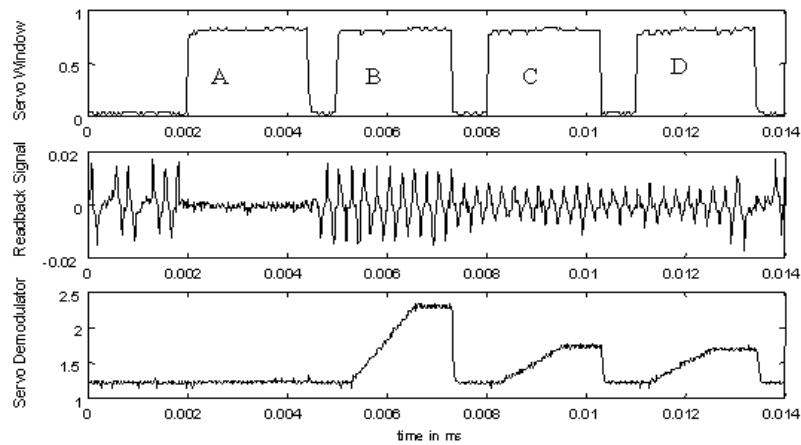 1
0.5
0
Servo Window
A
B
C
D
0 0.002 0.004 0.006 0.008 0.01 0.012 0.014
0.02
0
-0.02
Readback Signal
0 0.002 0.004 0.006 0.008 0.01 0.012 0.014
2.5
2
1.5
1
Servo Demodulator
0 0.002 0.004 0.006 0.008 0.01 0.012 0.014
time in ms